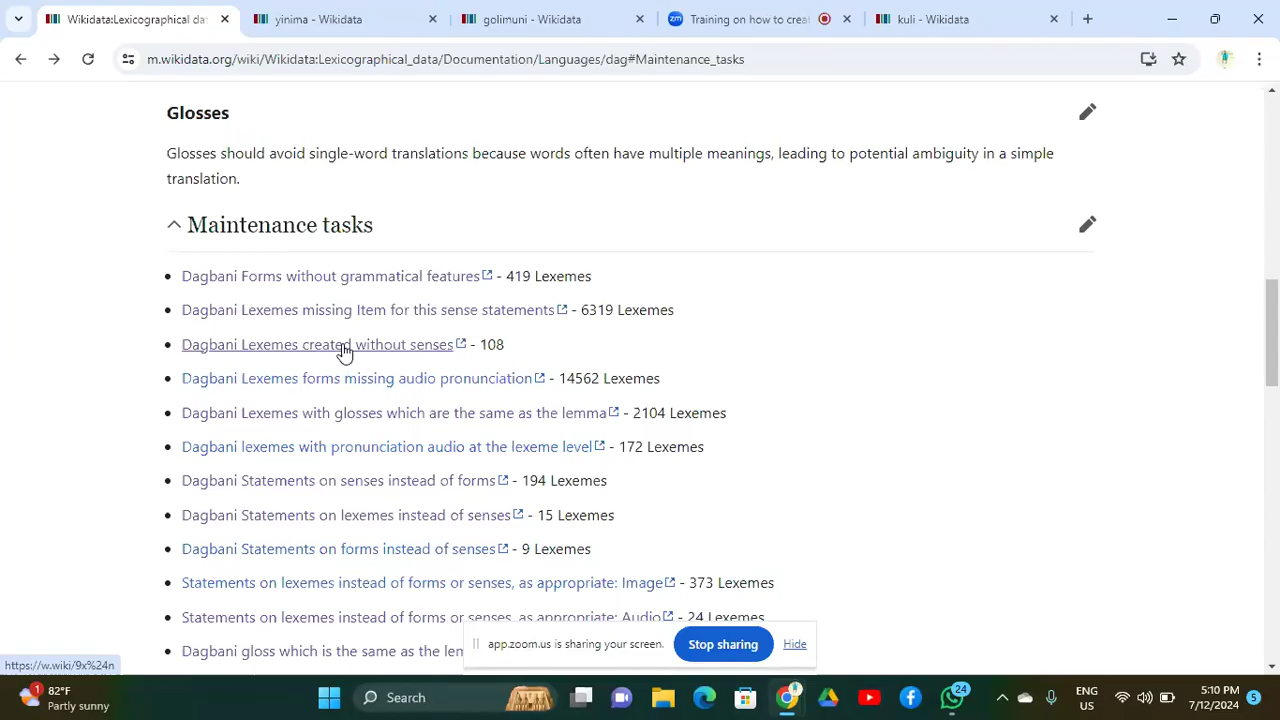 Wikidata:Lexicographical da
yinima - Wikidata
golimuni - Wikidata
zm
Training on how to crea
kuli - Wikidata
m.wikidata.org/wiki/Wikidata:Lexicographical_data/Documentation/Languages/dag#Maintenance_tasks
Glosses
Glosses should avoid single-word translations because words often have multiple meanings, leading to potential ambiguity in a simple
translation.
Maintenance tasks
Dagbani Forms without grammatical features - 419 Lexemes
Dagbani Lexemes missing Item for this sense statements - 6319 Lexemes
Dagbani Lexemes created without senses - 108
Dagbani Lexemes forms missing audio pronunciation - 14562 Lexemes
Dagbani Lexemes with glosses which are the same as the lemma - 2104 Lexemes
Dagbani lexemes with pronunciation audio at the lexeme level - 172 Lexemes
Dagbani Statements on senses instead of forms - 194 Lexemes
Dagbani Statements on lexemes instead of senses - 15 Lexemes
Dagbani Statements on forms instead of senses - 9 Lexemes
Statements on lexemes instead of forms or senses, as appropriate: Image - 373 Lexemes
Statements on lexemes instead of forms or senses, as appropriate: Audio - 24 Lexemes
Dagbani gloss which is the same as the lem
app.zoom.us is sharing your screen.
Stop sharing
Hide
https://w.wiki/9x%24n
1
82°F
Partly sunny
Search
24
ENG
UK
5:10 PM
7/12/2024
5